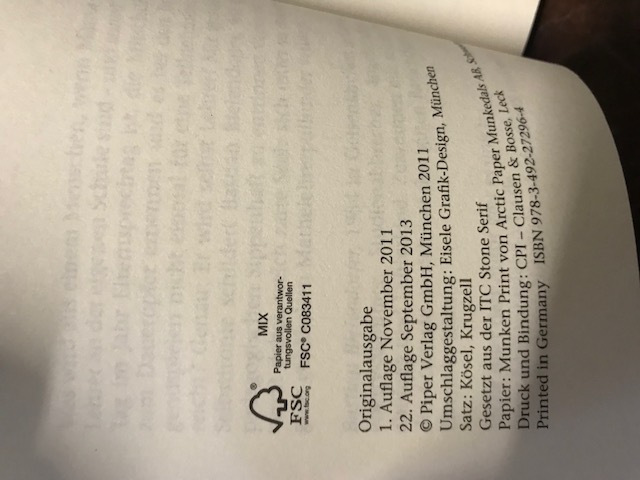 MIX
Papier aus verantwor-
tungsvollen Quellen
FSC® C083411
®
FSC
www.fsc.org
Originalausgabe
1. Auflage November 2011
22. Auflage September 2013
© Piper Verlag GmbH, München 2011
Umschlaggestaltung: Eisele Grafik-Design, München
Satz: Kösel, Krugzell
Gesetzt aus der ITC Stone Serif
Papier: Munken Print von Arctic Paper Munkedals AB,
Druck und Bindung: CPI – Clausen & Bosse, Leck
Printed in Germany ISBN 978-3-492-27296-4